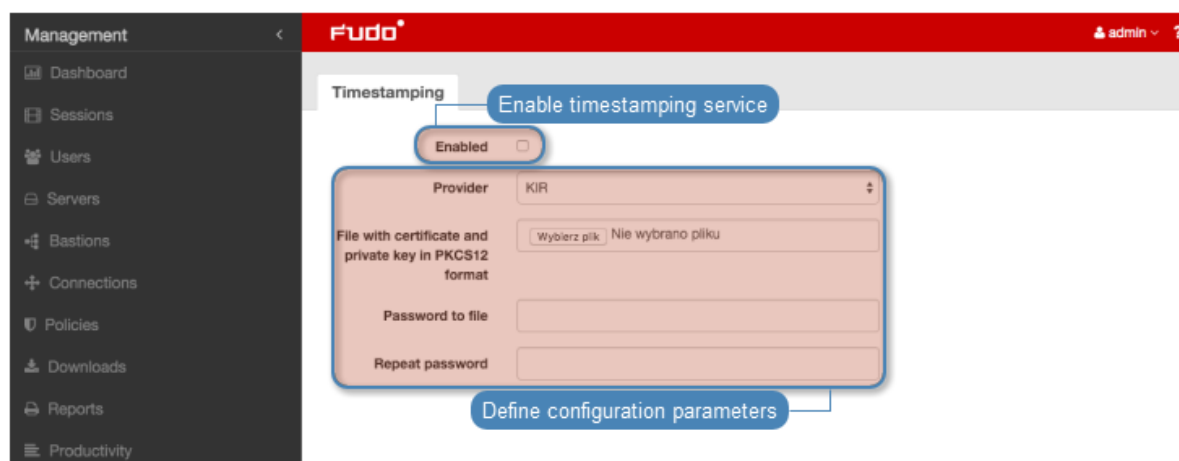 Management
FUDO
admin
?
Dashboard
Sessions
Users
Servers
Bastions
Connections
Policies
Downloads
Reports
Productivity
Timestamping
Enable timestamping service
Enabled
Provider
KIR
File with certificate and
private key in PKCS12
format
Wybierz plik Nie wybrano pliku
Password to file
Repeat password
Define configuration parameters